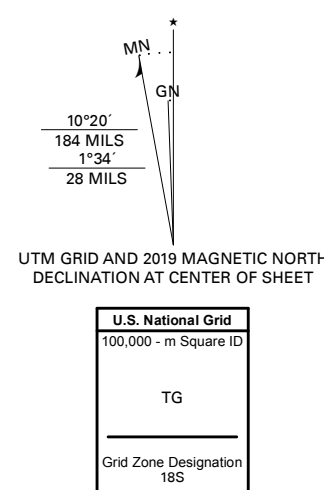 ★
MN
GN
10°20´
184 MILS
1°34´
28 MILS
UTM GRID AND 2019 MAGNETIC NORTH
DECLINATION AT CENTER OF SHEET
U.S. National Grid
100,000 - m Square ID
TG
Grid Zone Designation
18S